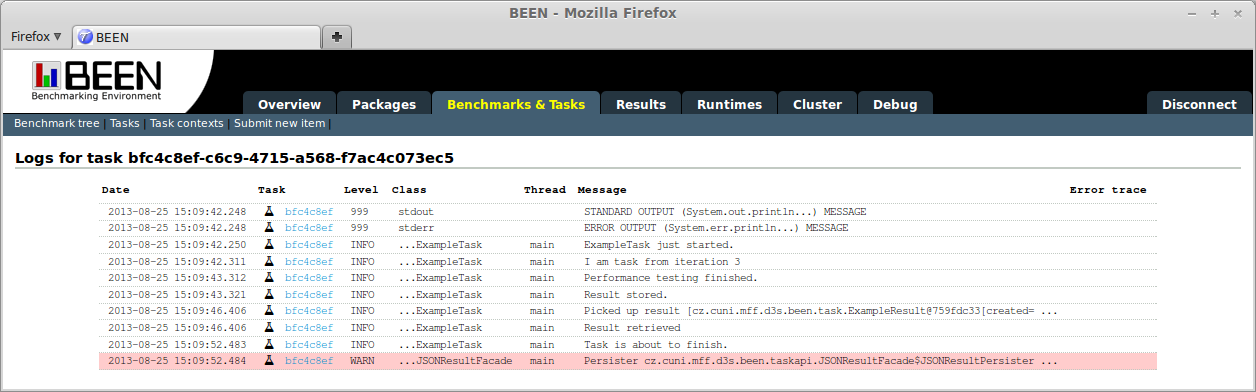 BEEN - Mozilla Firefox
Firefox BEEN
BEEN
Benchmarking Environment
Overview Packages Benchmarks & Tasks Results Runtimes Cluster Debug Disconnect
Benchmark tree | Tasks | Task contexts | Submit new item |
Logs for task bfc4c8ef-c6c9-4715-a568-f7ac4c073ec5
Date Task Level Class Thread Message Error trace
2013-08-25 15:09:42.248 bfc4c8ef 999 stdout STANDARD OUTPUT (System.out.println...) MESSAGE
2013-08-25 15:09:42.248 bfc4c8ef 999 stderr ERROR OUTPUT (System.err.println...) MESSAGE
2013-08-25 15:09:42.250 bfc4c8ef INFO ...ExampleTask main ExampleTask just started.
2013-08-25 15:09:42.311 bfc4c8ef INFO ...ExampleTask main I am task from iteration 3
2013-08-25 15:09:43.312 bfc4c8ef INFO ...ExampleTask main Performance testing finished.
2013-08-25 15:09:43.321 bfc4c8ef INFO ...ExampleTask main Result stored.
2013-08-25 15:09:46.406 bfc4c8ef INFO ...ExampleTask main Picked up result [cz.cuni.mff.d3s.been.task.ExampleResult@759fdc33[created= ...
2013-08-25 15:09:46.406 bfc4c8ef INFO ...ExampleTask main Result retrieved
2013-08-25 15:09:52.483 bfc4c8ef INFO ...ExampleTask main Task is about to finish.
2013-08-25 15:09:52.484 bfc4c8ef WARN ...JSONResultFacade main Persister cz.cuni.mff.d3s.been.taskapi.JSONResultFacade$JSONResultPersister ...